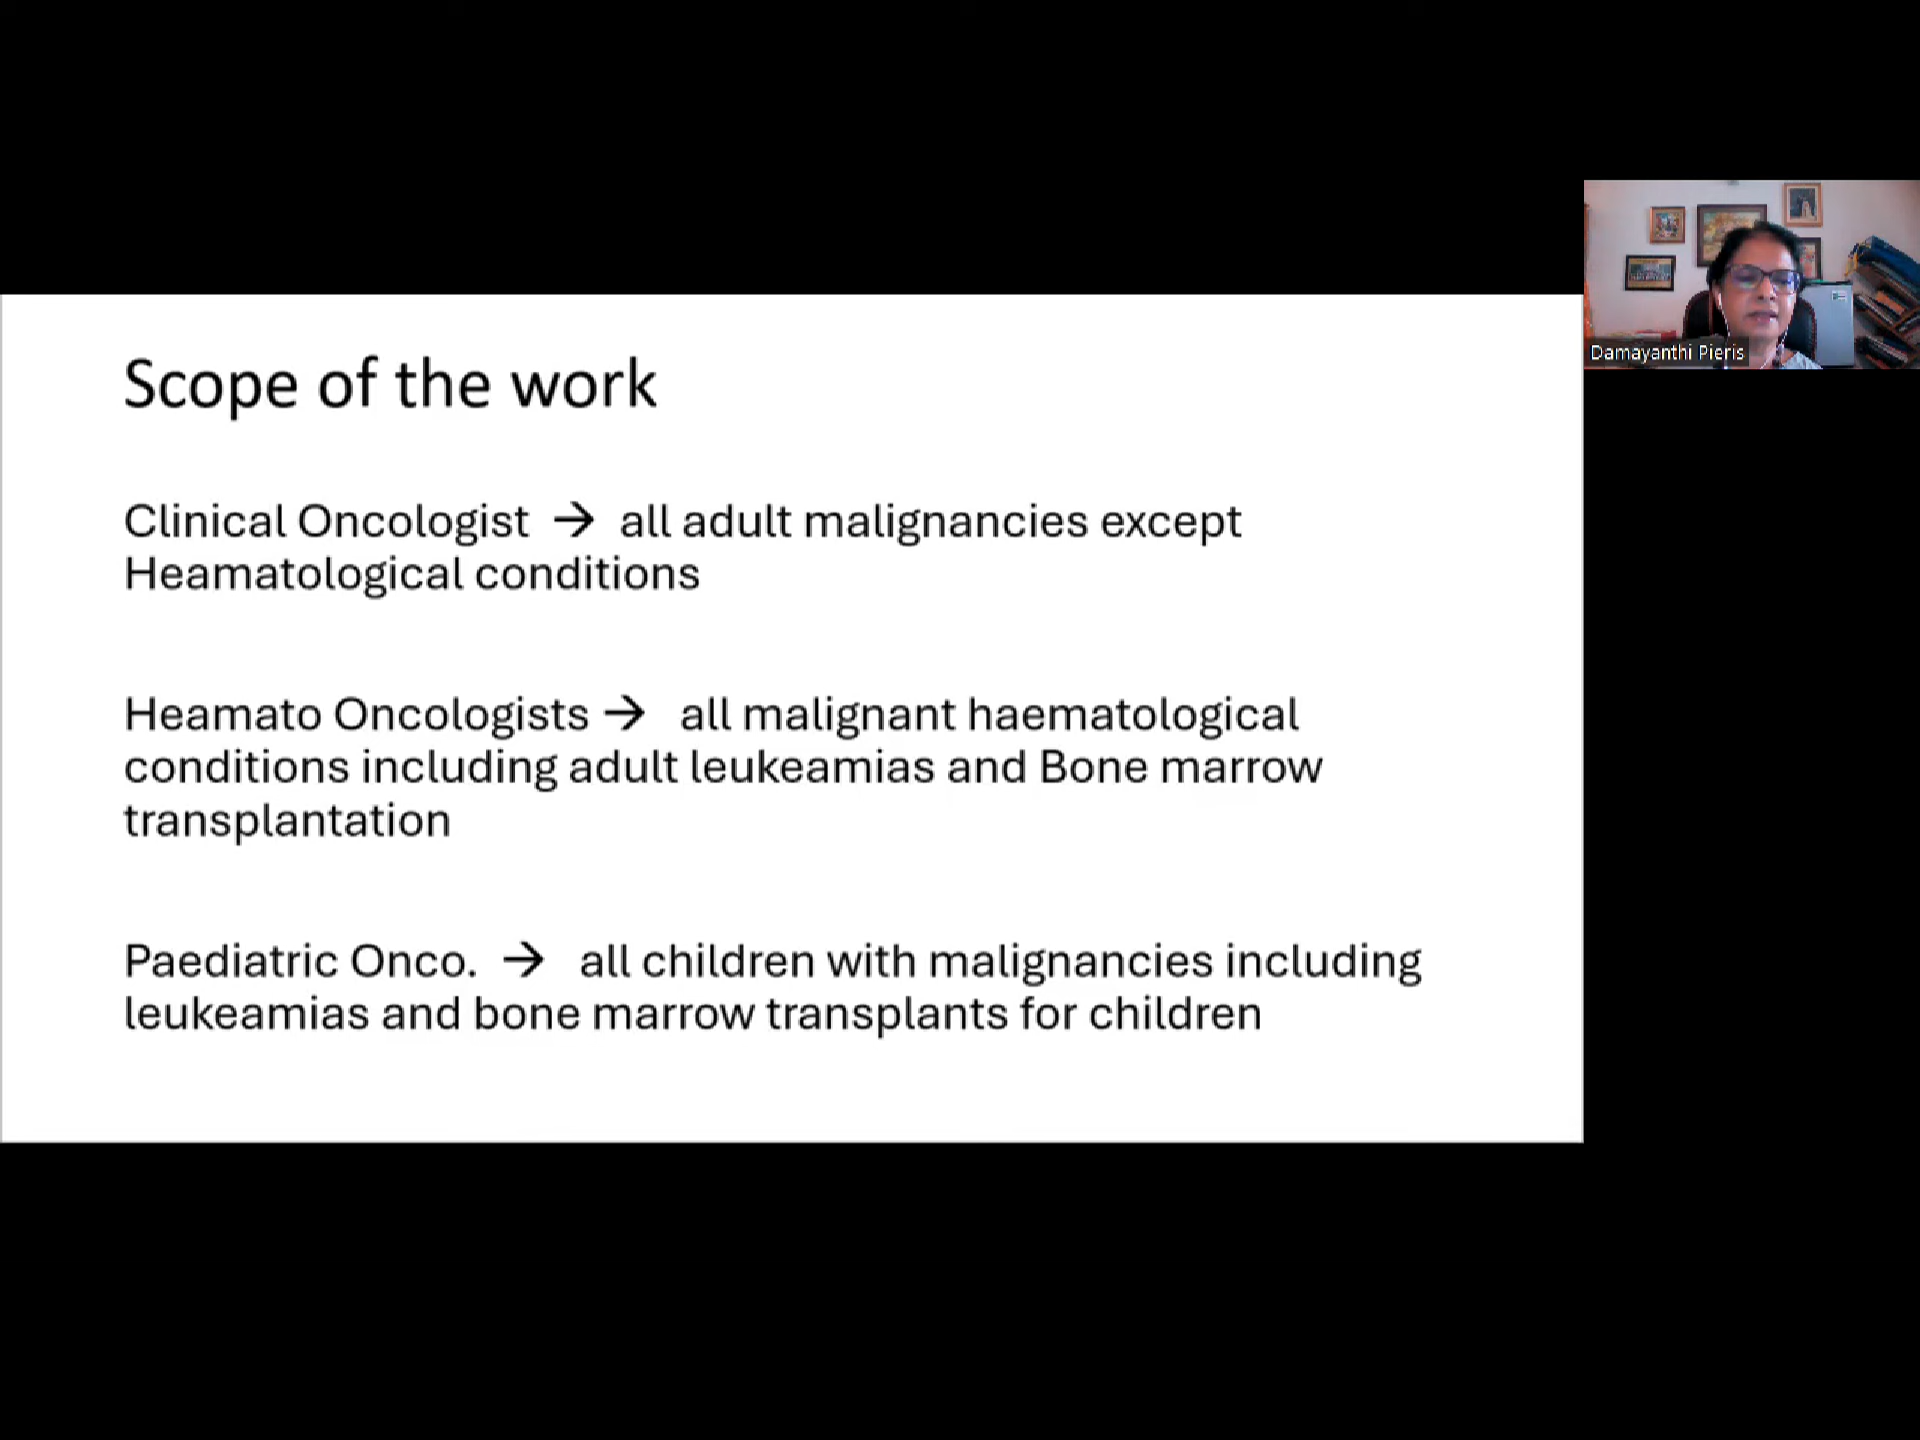 Scope of the work
Clinical Oncologist → all adult malignancies except
Heamatological conditions
Heamato Oncologists → all malignant haematological
conditions including adult leukeamias and Bone marrow
transplantation
Paediatric Onco. → all children with malignancies including
leukeamias and bone marrow transplants for children
Damayanthi Pieris